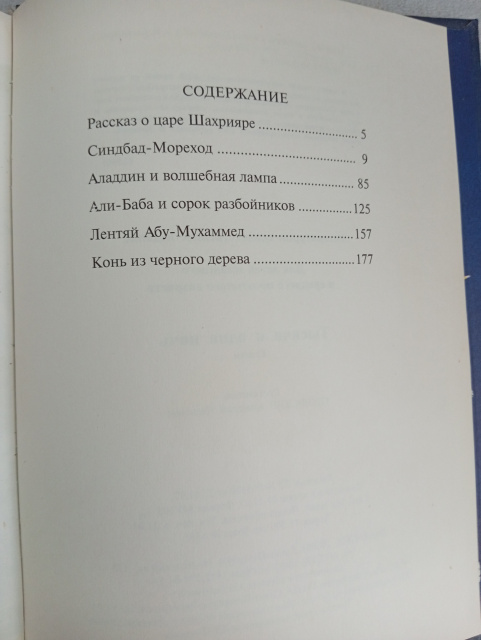 СОДЕРЖАНИЕ
Рассказ о царе Шахрияре ............................. 5
Синдбад-Мореход ......................................... 9
Аладдин и волшебная лампа ...................... 85
Али-Баба и сорок разбойников ................125
Лентяй Абу-Мухаммед ..............................157
Конь из черного дерева .............................177